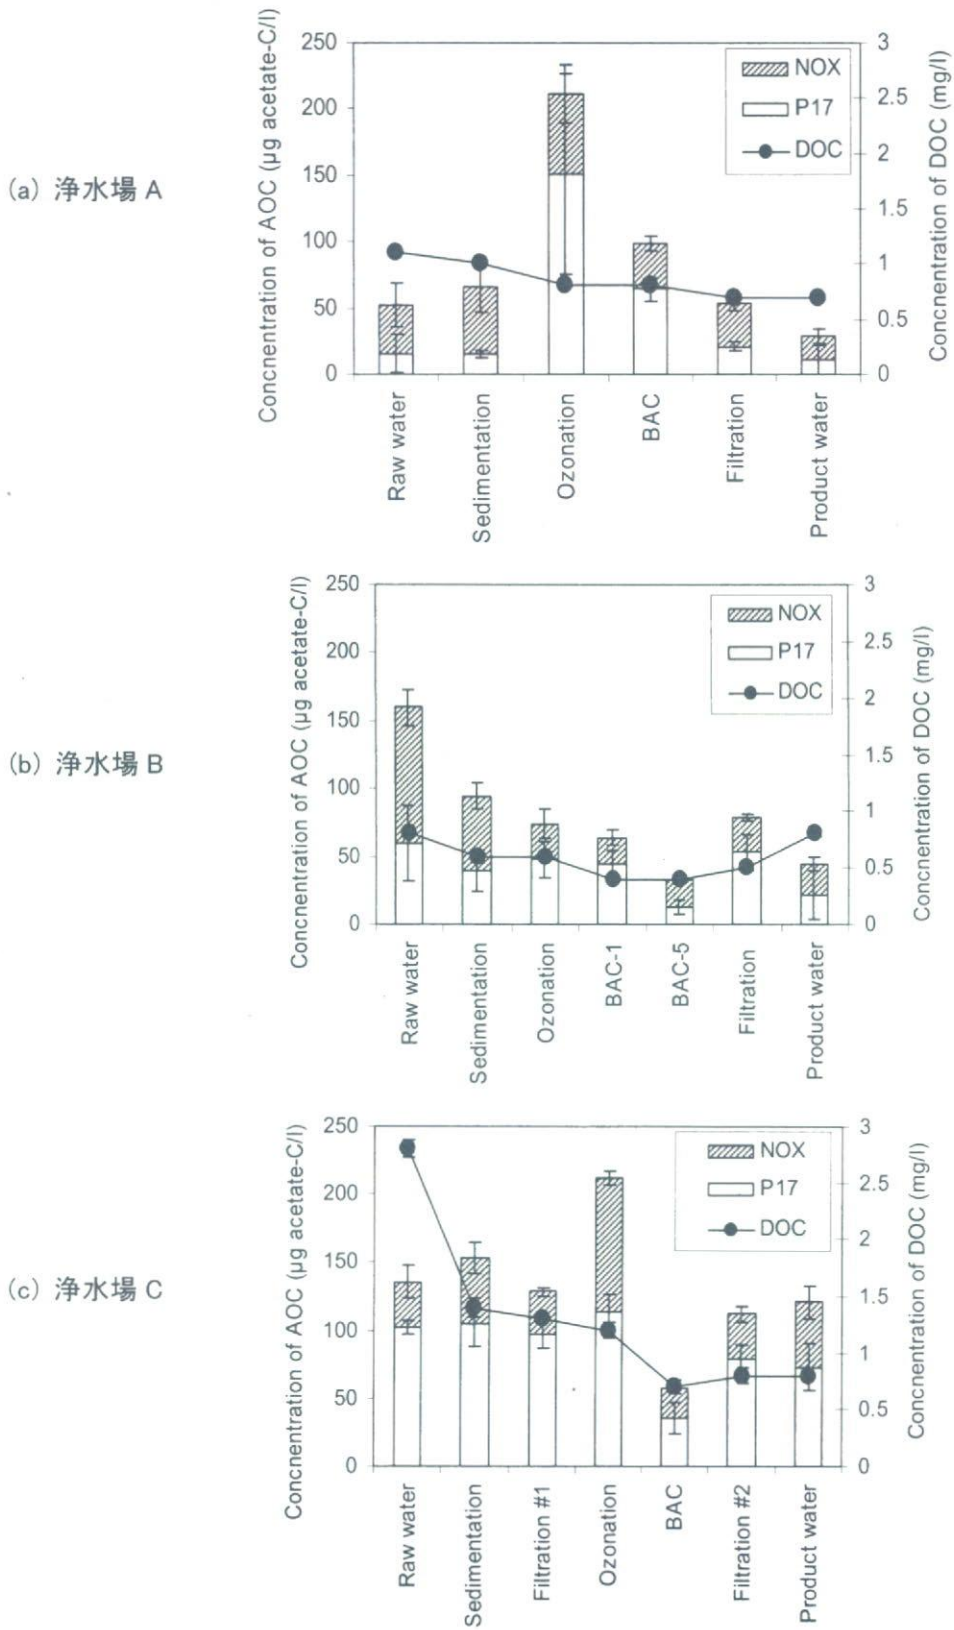 (a) 浄水場 A
Concnentration of AOC (µg acetate-C/l)
250
200
150
100
50
0
NOX
P17
DOC
3
2.5
2
1.5
1
0.5
0
Concnentration of DOC (mg/l)
Raw water
Sedimentation
Ozonation
BAC
Filtration
Product water
(b) 浄水場 B
Concnentration of AOC (µg acetate-C/l)
250
200
150
100
50
0
NOX
P17
DOC
3
2.5
2
1.5
1
0.5
0
Concnentration of DOC (mg/l)
Raw water
Sedimentation
Ozonation
BAC-1
BAC-5
Filtration
Product water
(c) 浄水場 C
Concnentration of AOC (µg acetate-C/l)
250
200
150
100
50
0
NOX
P17
DOC
3
2.5
2
1.5
1
0.5
0
Concnentration of DOC (mg/l)
Raw water
Sedimentation
Filtration #1
Ozonation
BAC
Filtration #2
Product water